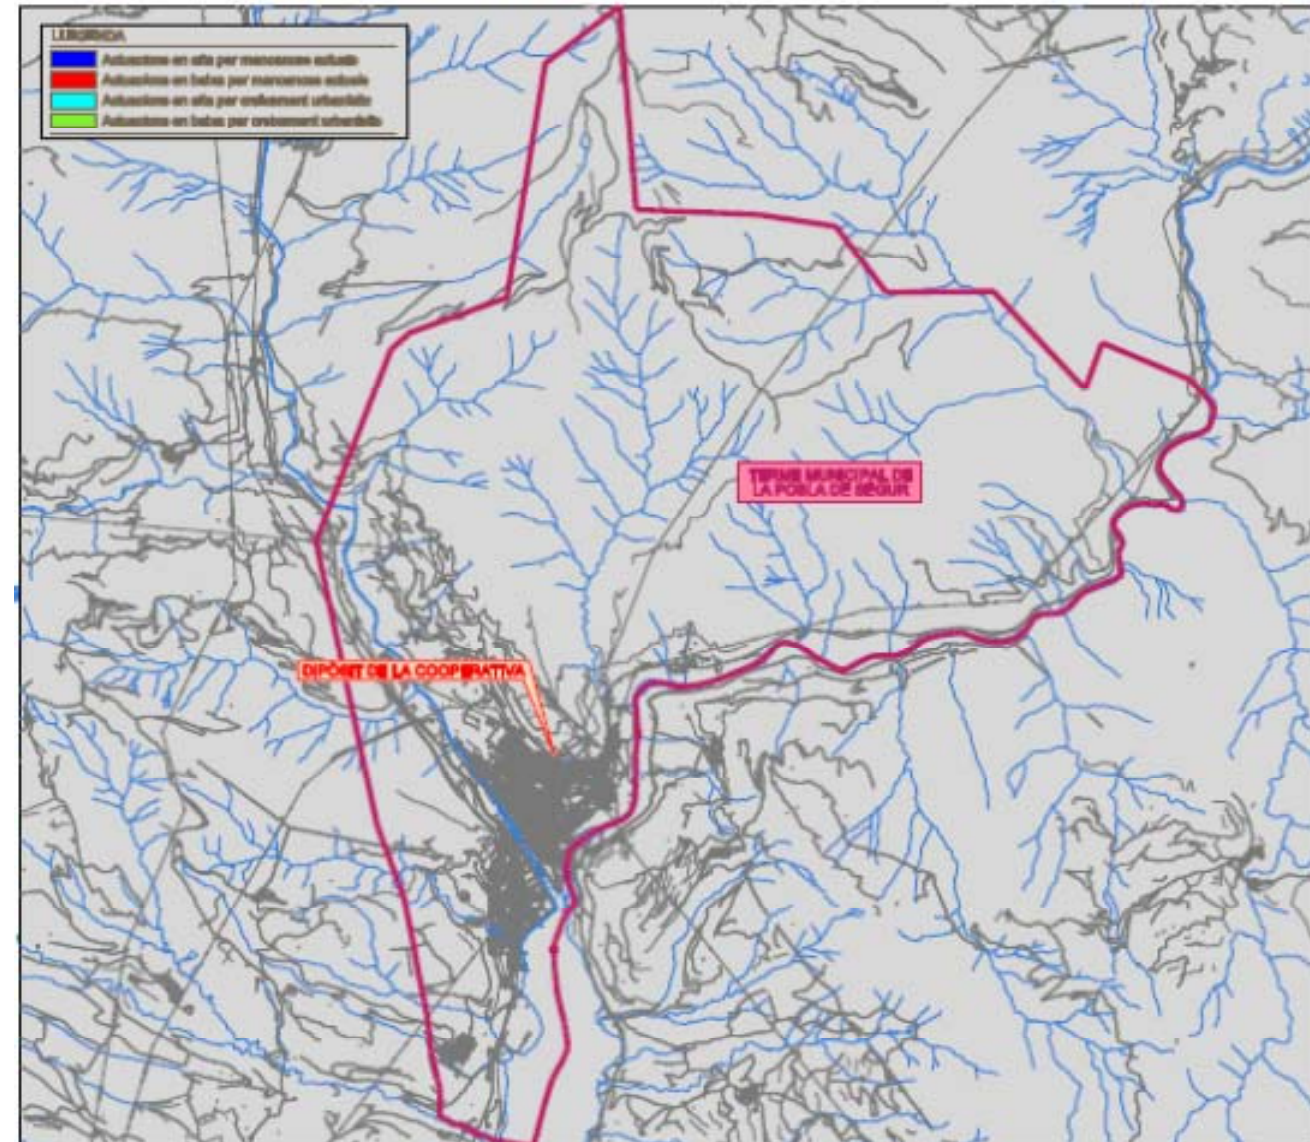 LLEGENDA
Actuacions en alta per mancances actuals
Actuacions en baixa per mancances actuals
Actuacions en alta per creixement urbanístic
Actuacions en baixa per creixement urbanístic
TERME MUNICIPAL DE
LA POBLA DE SEGUR
DIPÒSIT DE LA COOPERATIVA